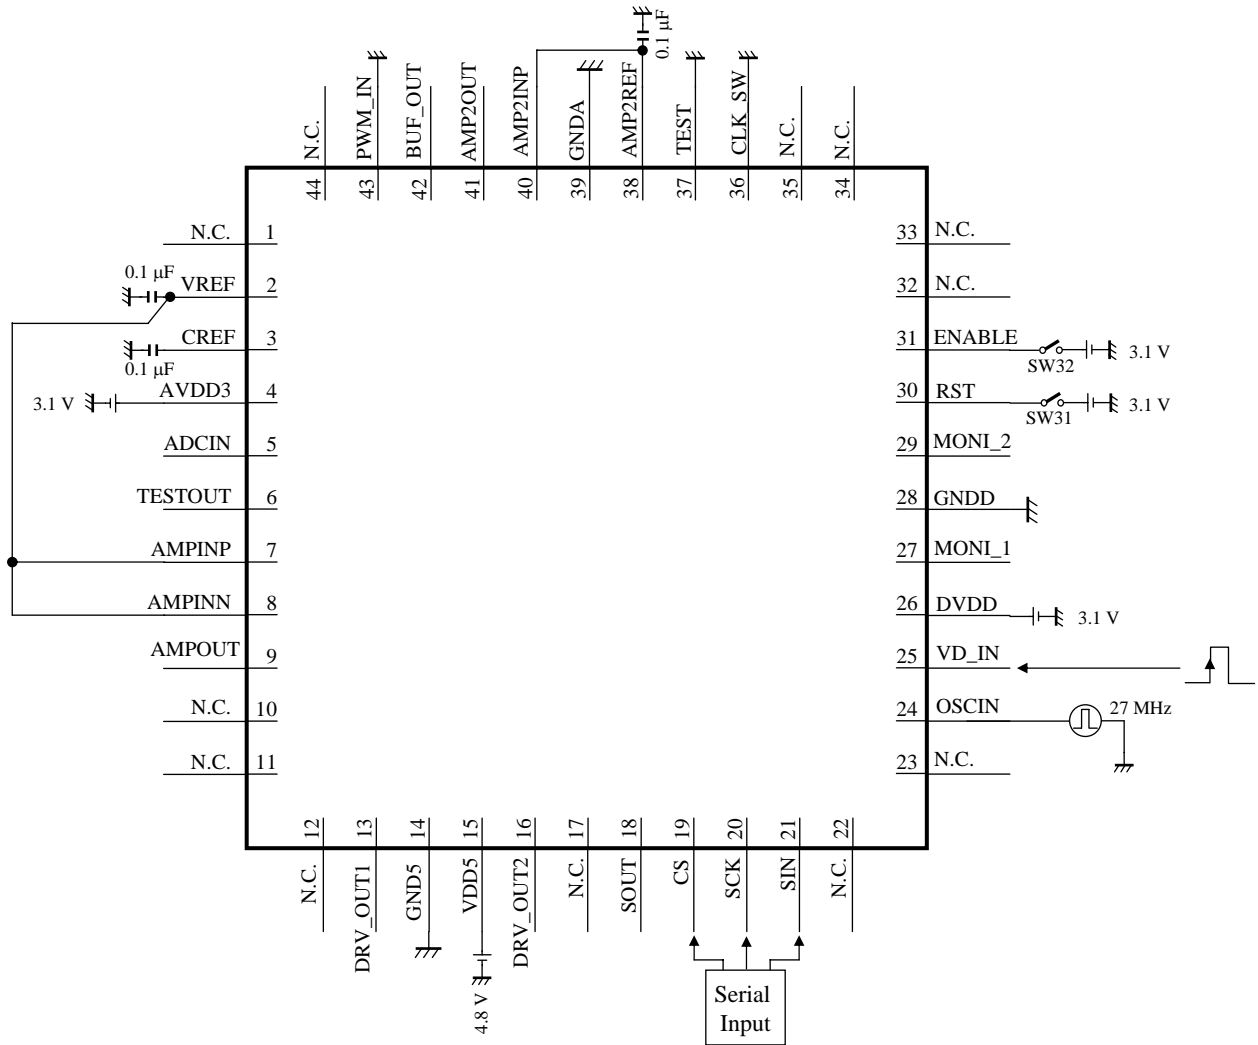 0.1 μF
N.C.
PWM_IN
BUF_OUT
AMP2OUT
AMP2INP
GNDA
AMP2REF
TEST
CLK_SW
N.C.
N.C.
44
43
42
41
40
39
38
37
36
35
34
N.C. 1
0.1 μF
VREF 2
CREF 3
0.1 μF
3.1 V AVDD3 4
ADCIN 5
TESTOUT 6
AMPINP 7
AMPINN 8
AMPOUT 9
N.C. 10
N.C. 11
33 N.C.
32 N.C.
31 ENABLE
SW32
3.1 V
30 RST
SW31
3.1 V
29 MONI_2
28 GNDD
27 MONI_1
26 DVDD
3.1 V
25 VD_IN
24 OSCIN
27 MHz
23 N.C.
12
13
14
15
16
17
18
19
20
21
22
N.C.
DRV_OUT1
GND5
VDD5
DRV_OUT2
N.C.
SOUT
CS
SCK
SIN
N.C.
4.8 V
Serial
Input